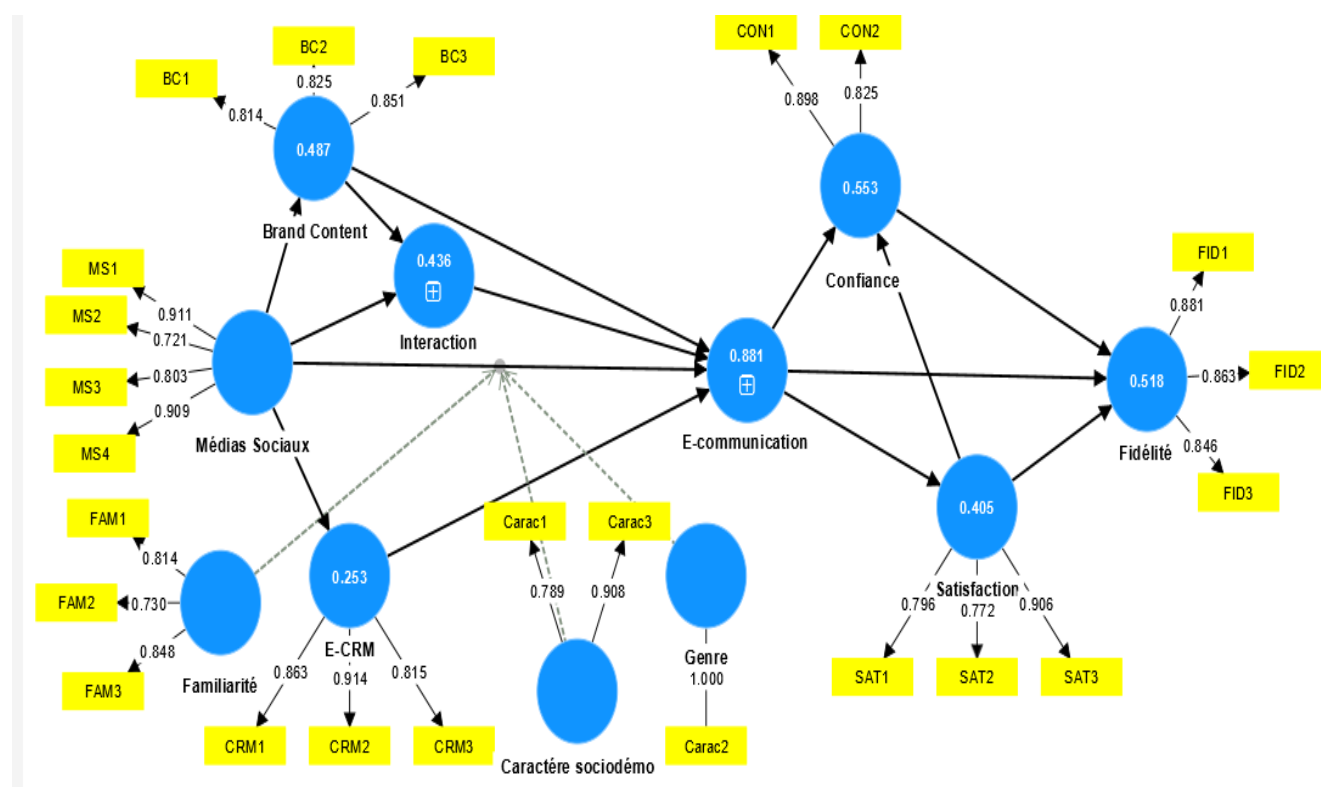 CON1
CON2
BC2
BC3
BC1
0.825
0.898
0.825
0.851
0.814
0.487
0.553
Brand Content
FID1
MS1
0.436
Confiance
0.881
MS2
0.911
0.721
Interaction
0.881
0.863
FID2
MS3
0.803
0.518
0.909
E-communication
0.846
Médias Sociaux
Fidélité
MS4
FID3
FAM1
Carac1
Carac3
0.405
0.814
0.253
0.789
0.908
Satisfaction
FAM2
0.730
0.796
0.772
0.906
0.848
E-CRM
Genre
FAM3
Familiarité
0.863
0.914
0.815
1.000
SAT1
SAT2
SAT3
CRM1
CRM2
CRM3
Carac2
Caractére sociodémo